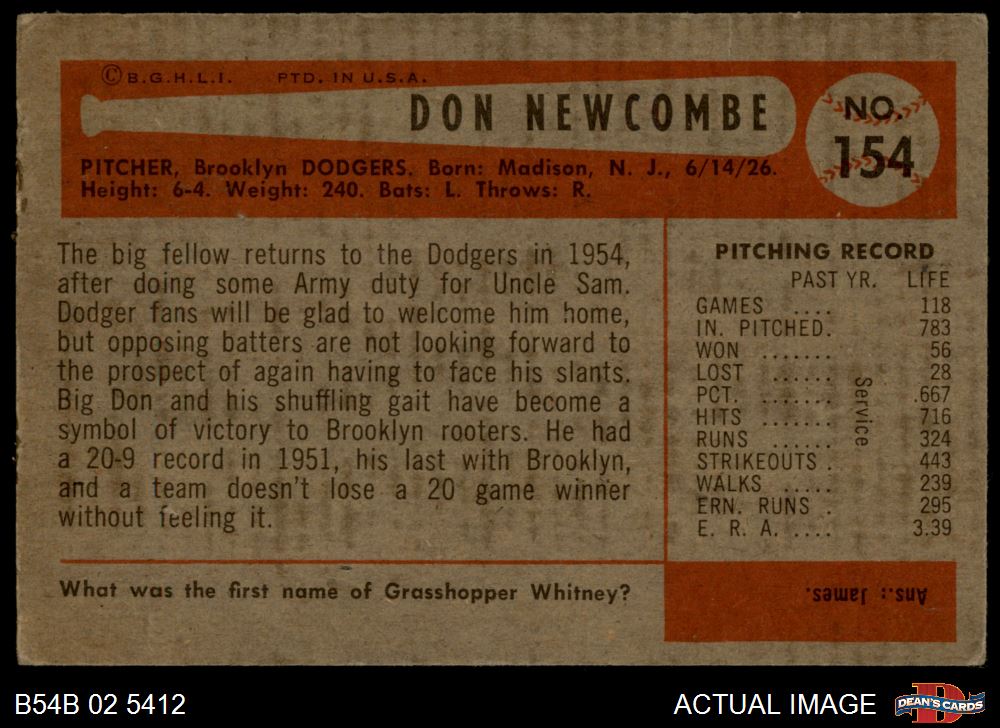 ©B.G.H.L.I. PTD. IN U.S.A.
DON NEWCOMBE
NO.
154
PITCHER, Brooklyn DODGERS. Born: Madison, N. J., 6/14/26.
Height: 6-4. Weight: 240. Bats: L. Throws: R.
The big fellow returns to the Dodgers in 1954,
after doing some Army duty for Uncle Sam.
Dodger fans will be glad to welcome him home,
but opposing batters are not looking forward to
the prospect of again having to face his slants.
Big Don and his shuffling gait have become a
symbol of victory to Brooklyn rooters. He had
a 20-9 record in 1951, his last with Brooklyn,
and a team doesn't lose a 20 game winner
without feeling it.
PITCHING RECORD
PAST YR. LIFE
GAMES .... 118
IN. PITCHED. 783
WON ....... 56
LOST ...... 28
PCT. ....... .667
HITS ....... 716
RUNS ...... 324
STRIKEOUTS . 443
WALKS ..... 239
ERN. RUNS . 295
E. R. A. .... 3.39
Service
What was the first name of Grasshopper Whitney?
Ans.: James.
B54B 02 5412
ACTUAL IMAGE
DEAN'S CARDS